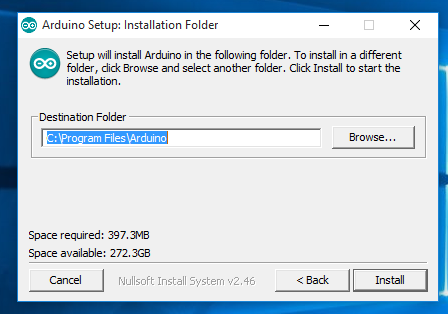 Arduino Setup: Installation Folder
Setup will install Arduino in the following folder. To install in a different
folder, click Browse and select another folder. Click Install to start the
installation.
Destination Folder
C:\Program Files\Arduino
Browse...
Space required: 397.3MB
Space available: 272.3GB
Cancel
Nullsoft Install System v2.46
< Back
Install